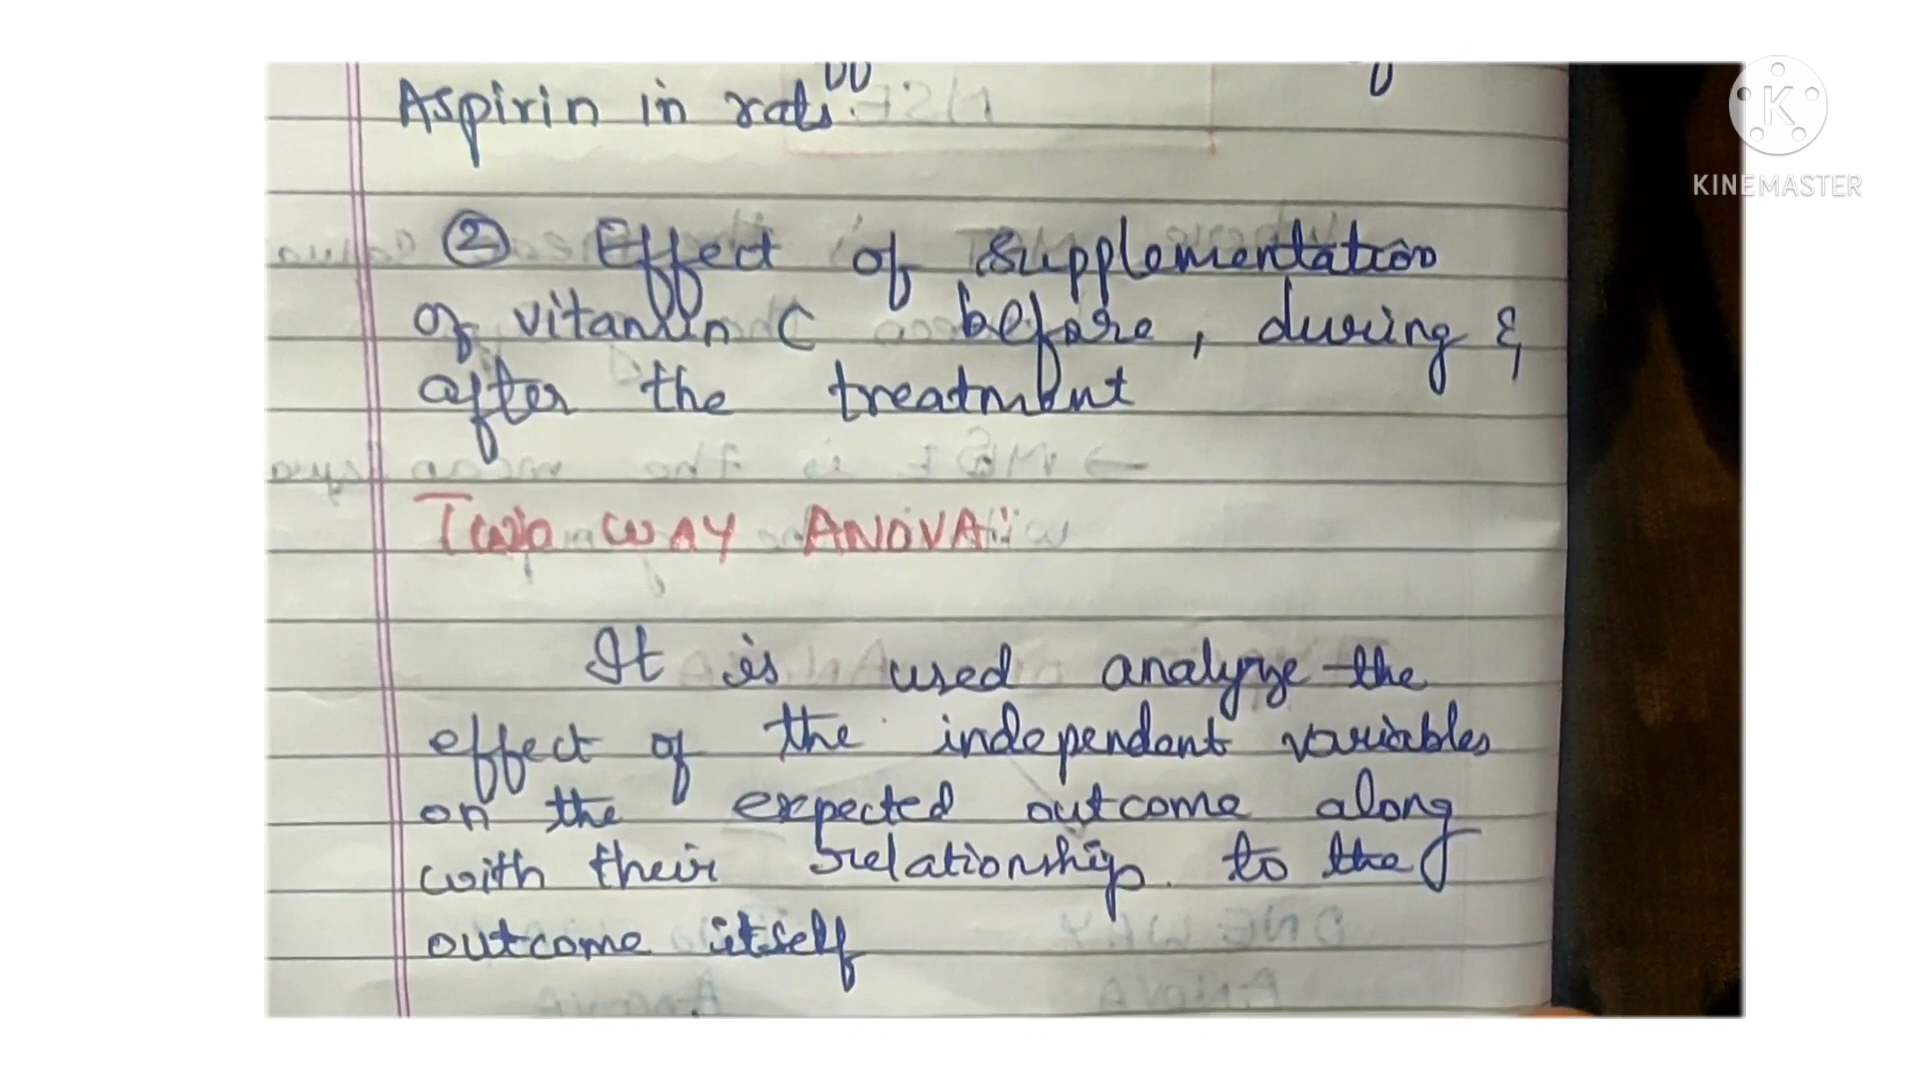 Aspirin in rats
② Effect of supplementation
of vitamin C before, during &
after the treatment
TWO WAY ANOVA:
It is used analyze the
effect of the independent variables
on the expected outcome along
with their relationship to the
outcome itself
K
KINEMASTER